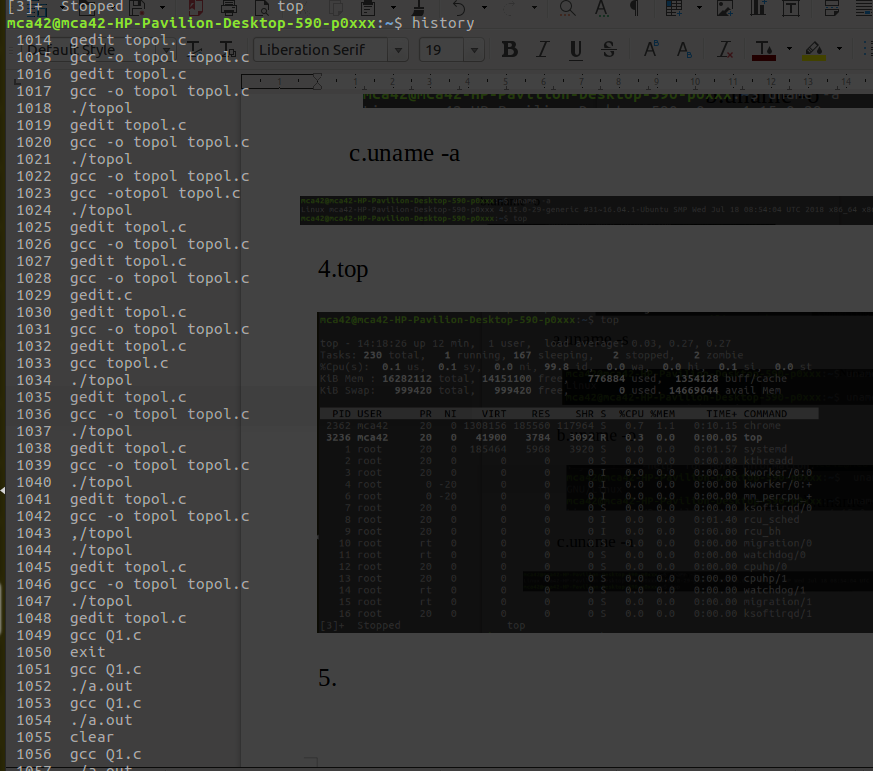 [3]+  Stopped                 top
mca42@mca42-HP-Pavilion-Desktop-590-p0xxx:~$ history
1014  gedit topol.c
1015  gcc -o topol topol.c
1016  gedit topol.c
1017  gcc -o topol topol.c
1018  ./topol
1019  gedit topol.c
1020  gcc -o topol topol.c
1021  ./topol
1022  gcc -o topol topol.c
1023  gcc -otopol topol.c
1024  ./topol
1025  gedit topol.c
1026  gcc -o topol topol.c
1027  gedit topol.c
1028  gcc -o topol topol.c
1029  gedit.c
1030  gedit topol.c
1031  gcc -o topol topol.c
1032  gedit topol.c
1033  gcc topol.c
1034  ./topol
1035  gedit topol.c
1036  gcc -o topol topol.c
1037  ./topol
1038  gedit topol.c
1039  gcc -o topol topol.c
1040  ./topol
1041  gedit topol.c
1042  gcc -o topol topol.c
1043  ,/topol
1044  ./topol
1045  gedit topol.c
1046  gcc -o topol topol.c
1047  ./topol
1048  gedit topol.c
1049  gcc Q1.c
1050  exit
1051  gcc Q1.c
1052  ./a.out
1053  gcc Q1.c
1054  ./a.out
1055  clear
1056  gcc Q1.c
1057  ./a.out
Default Style
Liberation Serif
19
c.uname -a
mca42@mca42-HP-Pavilion-Desktop-590-p0xxx:~$ uname -a
mca42@mca42-HP-Pavilion-Desktop-590-p0xxx:~$ top
4.top
mca42@mca42-HP-Pavilion-Desktop-590-p0xxx:~$ top
top - 14:18:26 up 12 min,  1 user,  load average: 0.03, 0.27, 0.27
Tasks: 230 total,   1 running, 167 sleeping,   2 stopped,   2 zombie
%Cpu(s):  0.1 us,  0.1 sy,  0.0 ni, 99.8 id,  0.0 wa,  0.0 hi,  0.1 si,  0.0 st
KiB Mem : 16282112 total, 14151100 free,   776884 used,  1354128 buff/cache
KiB Swap:   999420 total,   999420 free,        0 used, 14669644 avail Mem
PID USER      PR  NI    VIRT    RES    SHR S  %CPU %MEM     TIME+ COMMAND
2362 mca42     20   0 1308156 185560 117964 S   0.7  1.1   0:10.15 chrome
3236 mca42     20   0   41900   3784   3092 R   0.3  0.0   0:00.05 top
1 root      20   0  185464   5968   3920 S   0.0  0.0   0:01.57 systemd
2 root      20   0       0      0      0 S   0.0  0.0   0:00.00 kthreadd
3 root      20   0       0      0      0 I   0.0  0.0   0:00.06 kworker/0:0
4 root       0 -20       0      0      0 I   0.0  0.0   0:00.00 kworker/0:+
6 root       0 -20       0      0      0 I   0.0  0.0   0:00.00 mm_percpu_+
7 root      20   0       0      0      0 S   0.0  0.0   0:00.00 ksoftirqd/0
8 root      20   0       0      0      0 I   0.0  0.0   0:01.40 rcu_sched
9 root      20   0       0      0      0 I   0.0  0.0   0:00.00 rcu_bh
10 root      rt   0       0      0      0 S   0.0  0.0   0:00.00 migration/0
11 root      rt   0       0      0      0 S   0.0  0.0   0:00.00 watchdog/0
12 root      20   0       0      0      0 S   0.0  0.0   0:00.00 cpuhp/0
13 root      20   0       0      0      0 S   0.0  0.0   0:00.00 cpuhp/1
14 root      rt   0       0      0      0 S   0.0  0.0   0:00.00 watchdog/1
15 root      rt   0       0      0      0 S   0.0  0.0   0:00.00 migration/1
16 root      20   0       0      0      0 S   0.0  0.0   0:00.00 ksoftirqd/1
[3]+  Stopped                 top
5.